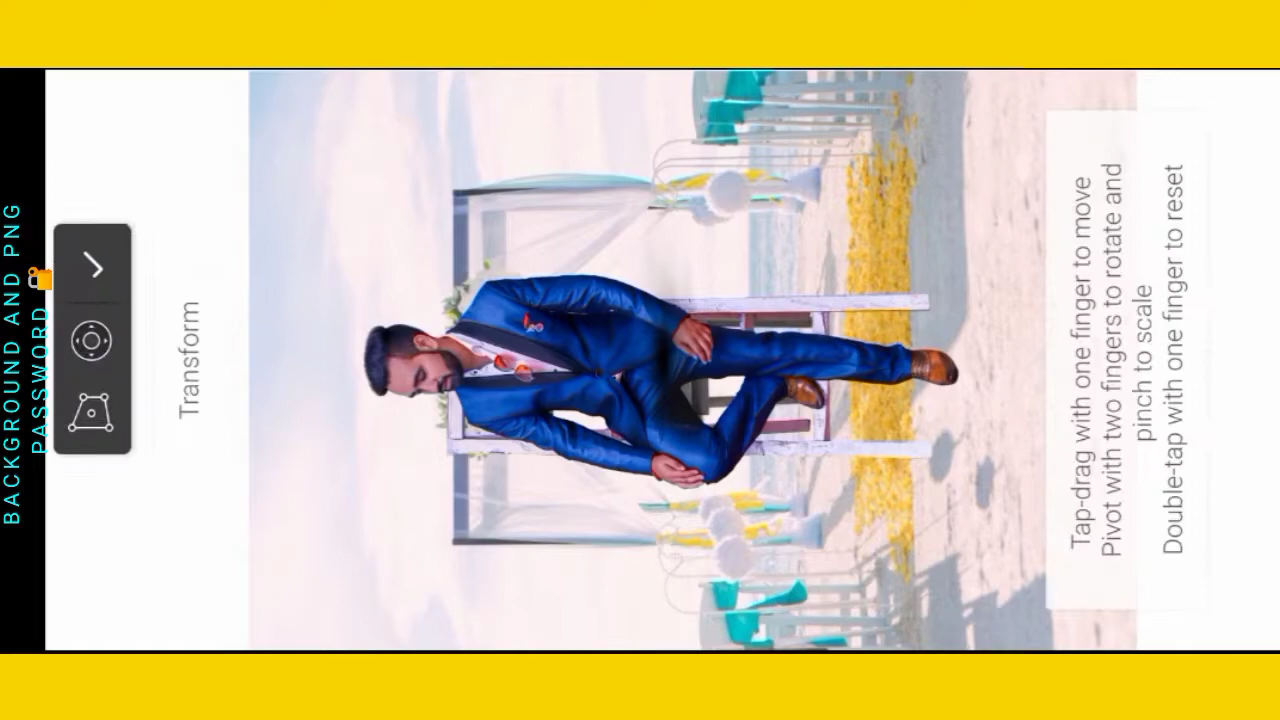 BACKGROUND AND PNG
PASSWORD
Transform
Tap-drag with one finger to move
Pivot with two fingers to rotate and
pinch to scale
Double-tap with one finger to reset